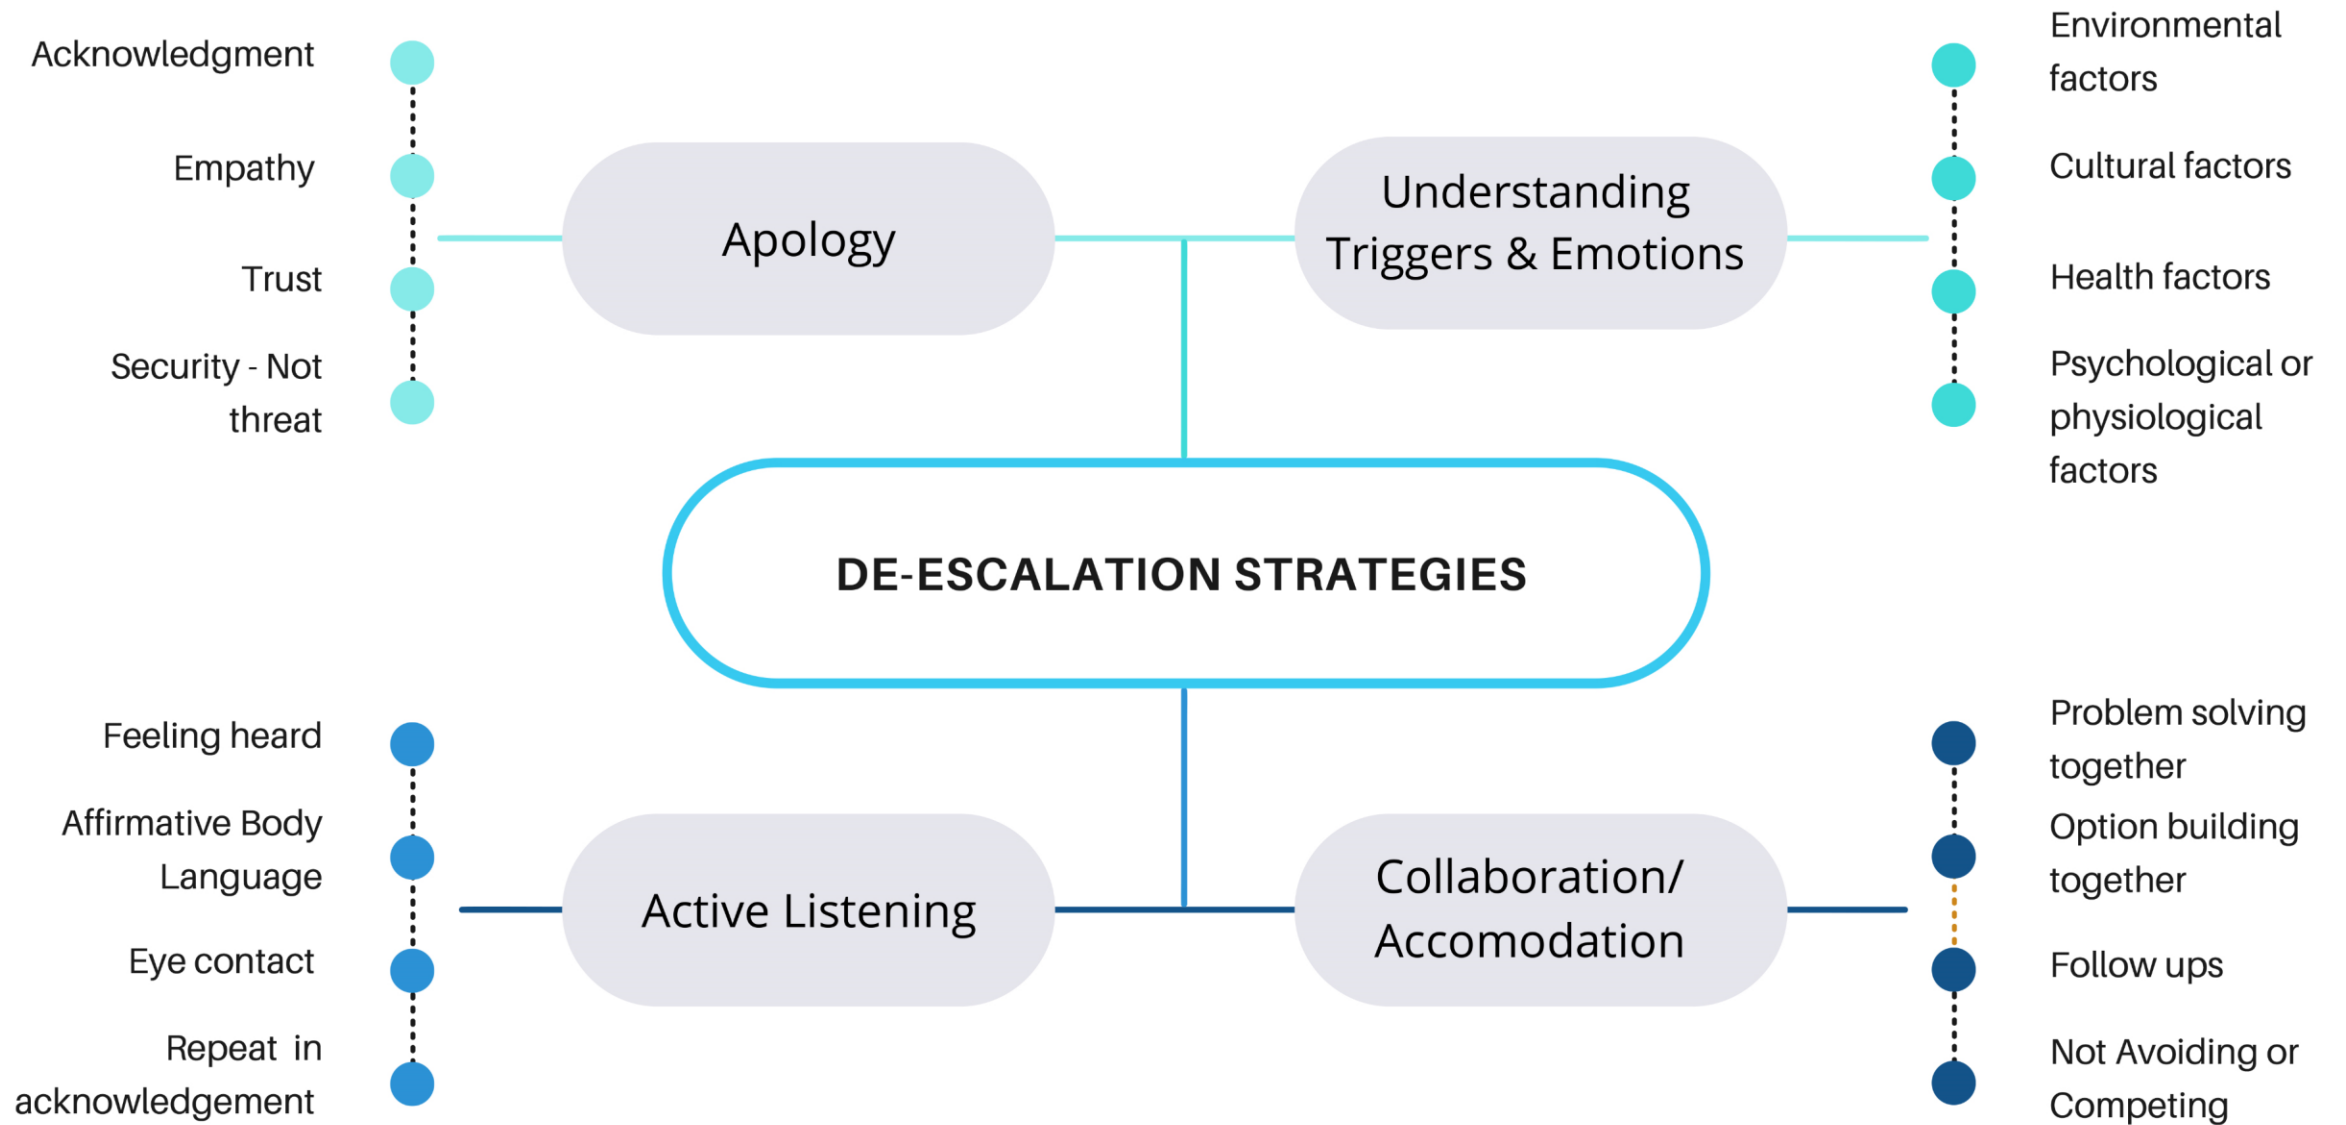 Acknowledgment
Empathy
Trust
Security - Not
threat
Apology
Understanding
Triggers & Emotions
Environmental
factors
Cultural factors
Health factors
Psychological or
physiological
factors
DE-ESCALATION STRATEGIES
Feeling heard
Affirmative Body
Language
Eye contact
Repeat in
acknowledgement
Active Listening
Collaboration/
Accomodation
Problem solving
together
Option building
together
Follow ups
Not Avoiding or
Competing